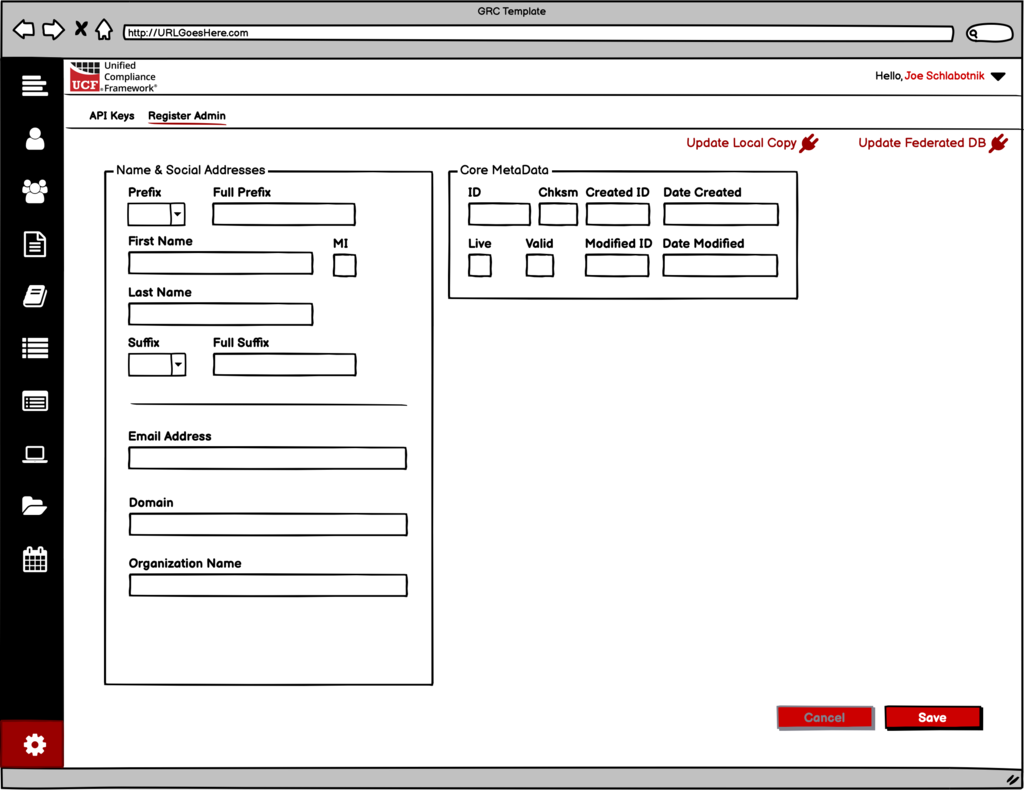 GRC Template
http://URLGoesHere.com
Unified
Compliance
Framework®
UCF
Hello, Joe Schlabotnik
API Keys Register Admin
Update Local Copy Update Federated DB
Name & Social Addresses
Prefix Full Prefix
First Name MI
Last Name
Suffix Full Suffix
Email Address
Domain
Organization Name
Core MetaData
ID Chksm Created ID Date Created
Live Valid Modified ID Date Modified
Cancel Save